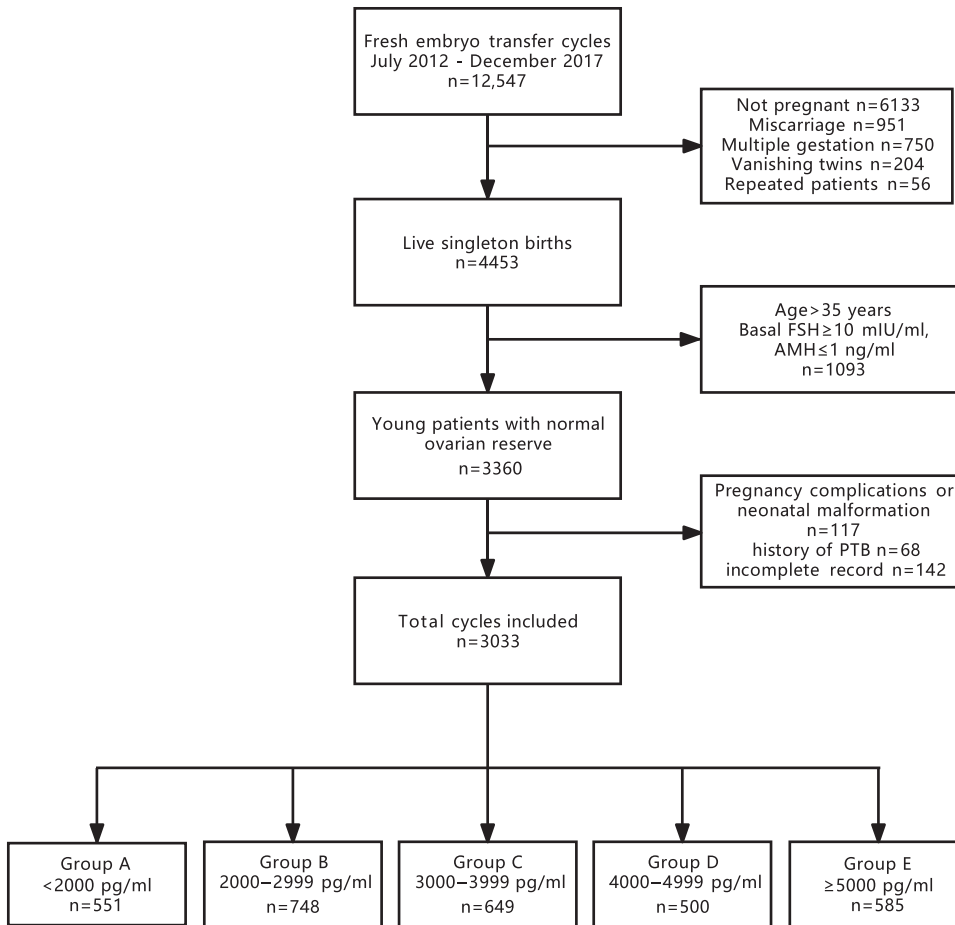 Fresh embryo transfer cycles
July 2012 - December 2017
n=12,547
Not pregnant n=6133
Miscarriage n=951
Multiple gestation n=750
Vanishing twins n=204
Repeated patients n=56
Live singleton births
n=4453
Age>35 years
Basal FSH≥10 mIU/ml,
AMH≤1 ng/ml
n=1093
Young patients with normal
ovarian reserve
n=3360
Pregnancy complications or
neonatal malformation
n=117
history of PTB n=68
incomplete record n=142
Total cycles included
n=3033
Group A
<2000 pg/ml
n=551
Group B
2000–2999 pg/ml
n=748
Group C
3000–3999 pg/ml
n=649
Group D
4000–4999 pg/ml
n=500
Group E
≥5000 pg/ml
n=585